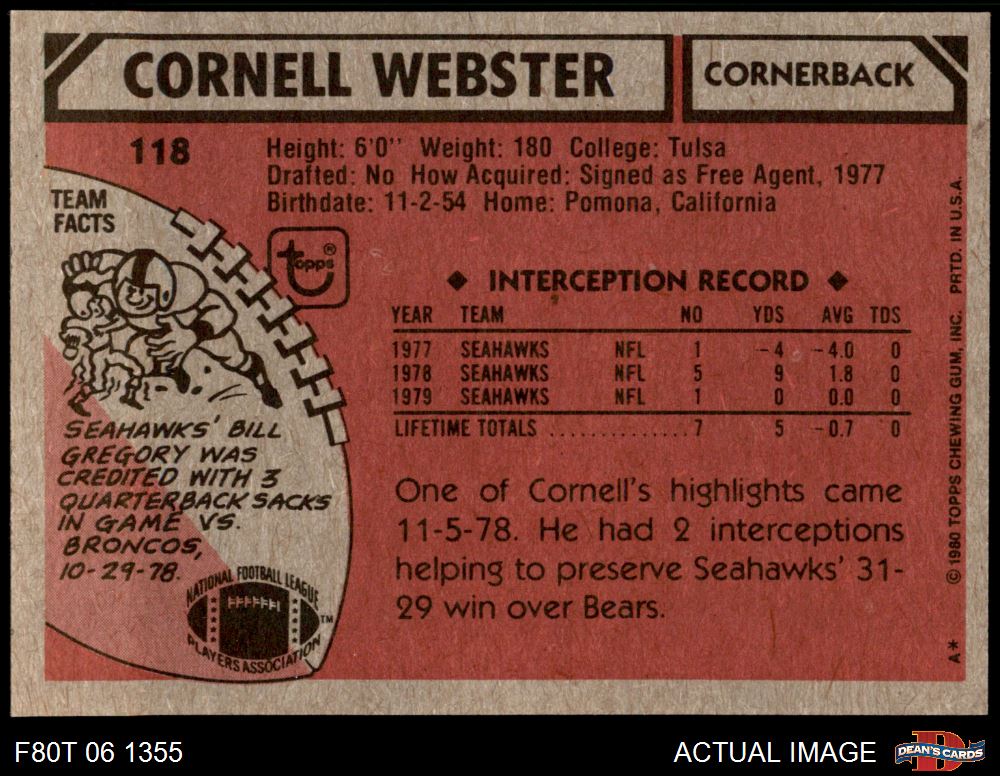 CORNELL WEBSTER
CORNERBACK
118
Height: 6'0" Weight: 180 College: Tulsa
Drafted: No How Acquired: Signed as Free Agent, 1977
Birthdate: 11-2-54 Home: Pomona, California
TEAM
FACTS
topps®
SEAHAWKS' BILL
GREGORY WAS
CREDITED WITH 3
QUARTERBACK SACKS
IN GAME VS.
BRONCOS,
10-29-78.
NATIONAL FOOTBALL LEAGUE
PLAYERS ASSOCIATION
TM
◆ INTERCEPTION RECORD ◆
YEAR TEAM NO YDS AVG TDS
1977 SEAHAWKS NFL 1 -4 -4.0 0
1978 SEAHAWKS NFL 5 9 1.8 0
1979 SEAHAWKS NFL 1 0 0.0 0
LIFETIME TOTALS ..............7 5 -0.7 0
One of Cornell's highlights came
11-5-78. He had 2 interceptions
helping to preserve Seahawks' 31-
29 win over Bears.
A* © 1980 TOPPS CHEWING GUM, INC. PRTD. IN U.S.A.
F80T 06 1355
ACTUAL IMAGE
DEAN'S CARDS